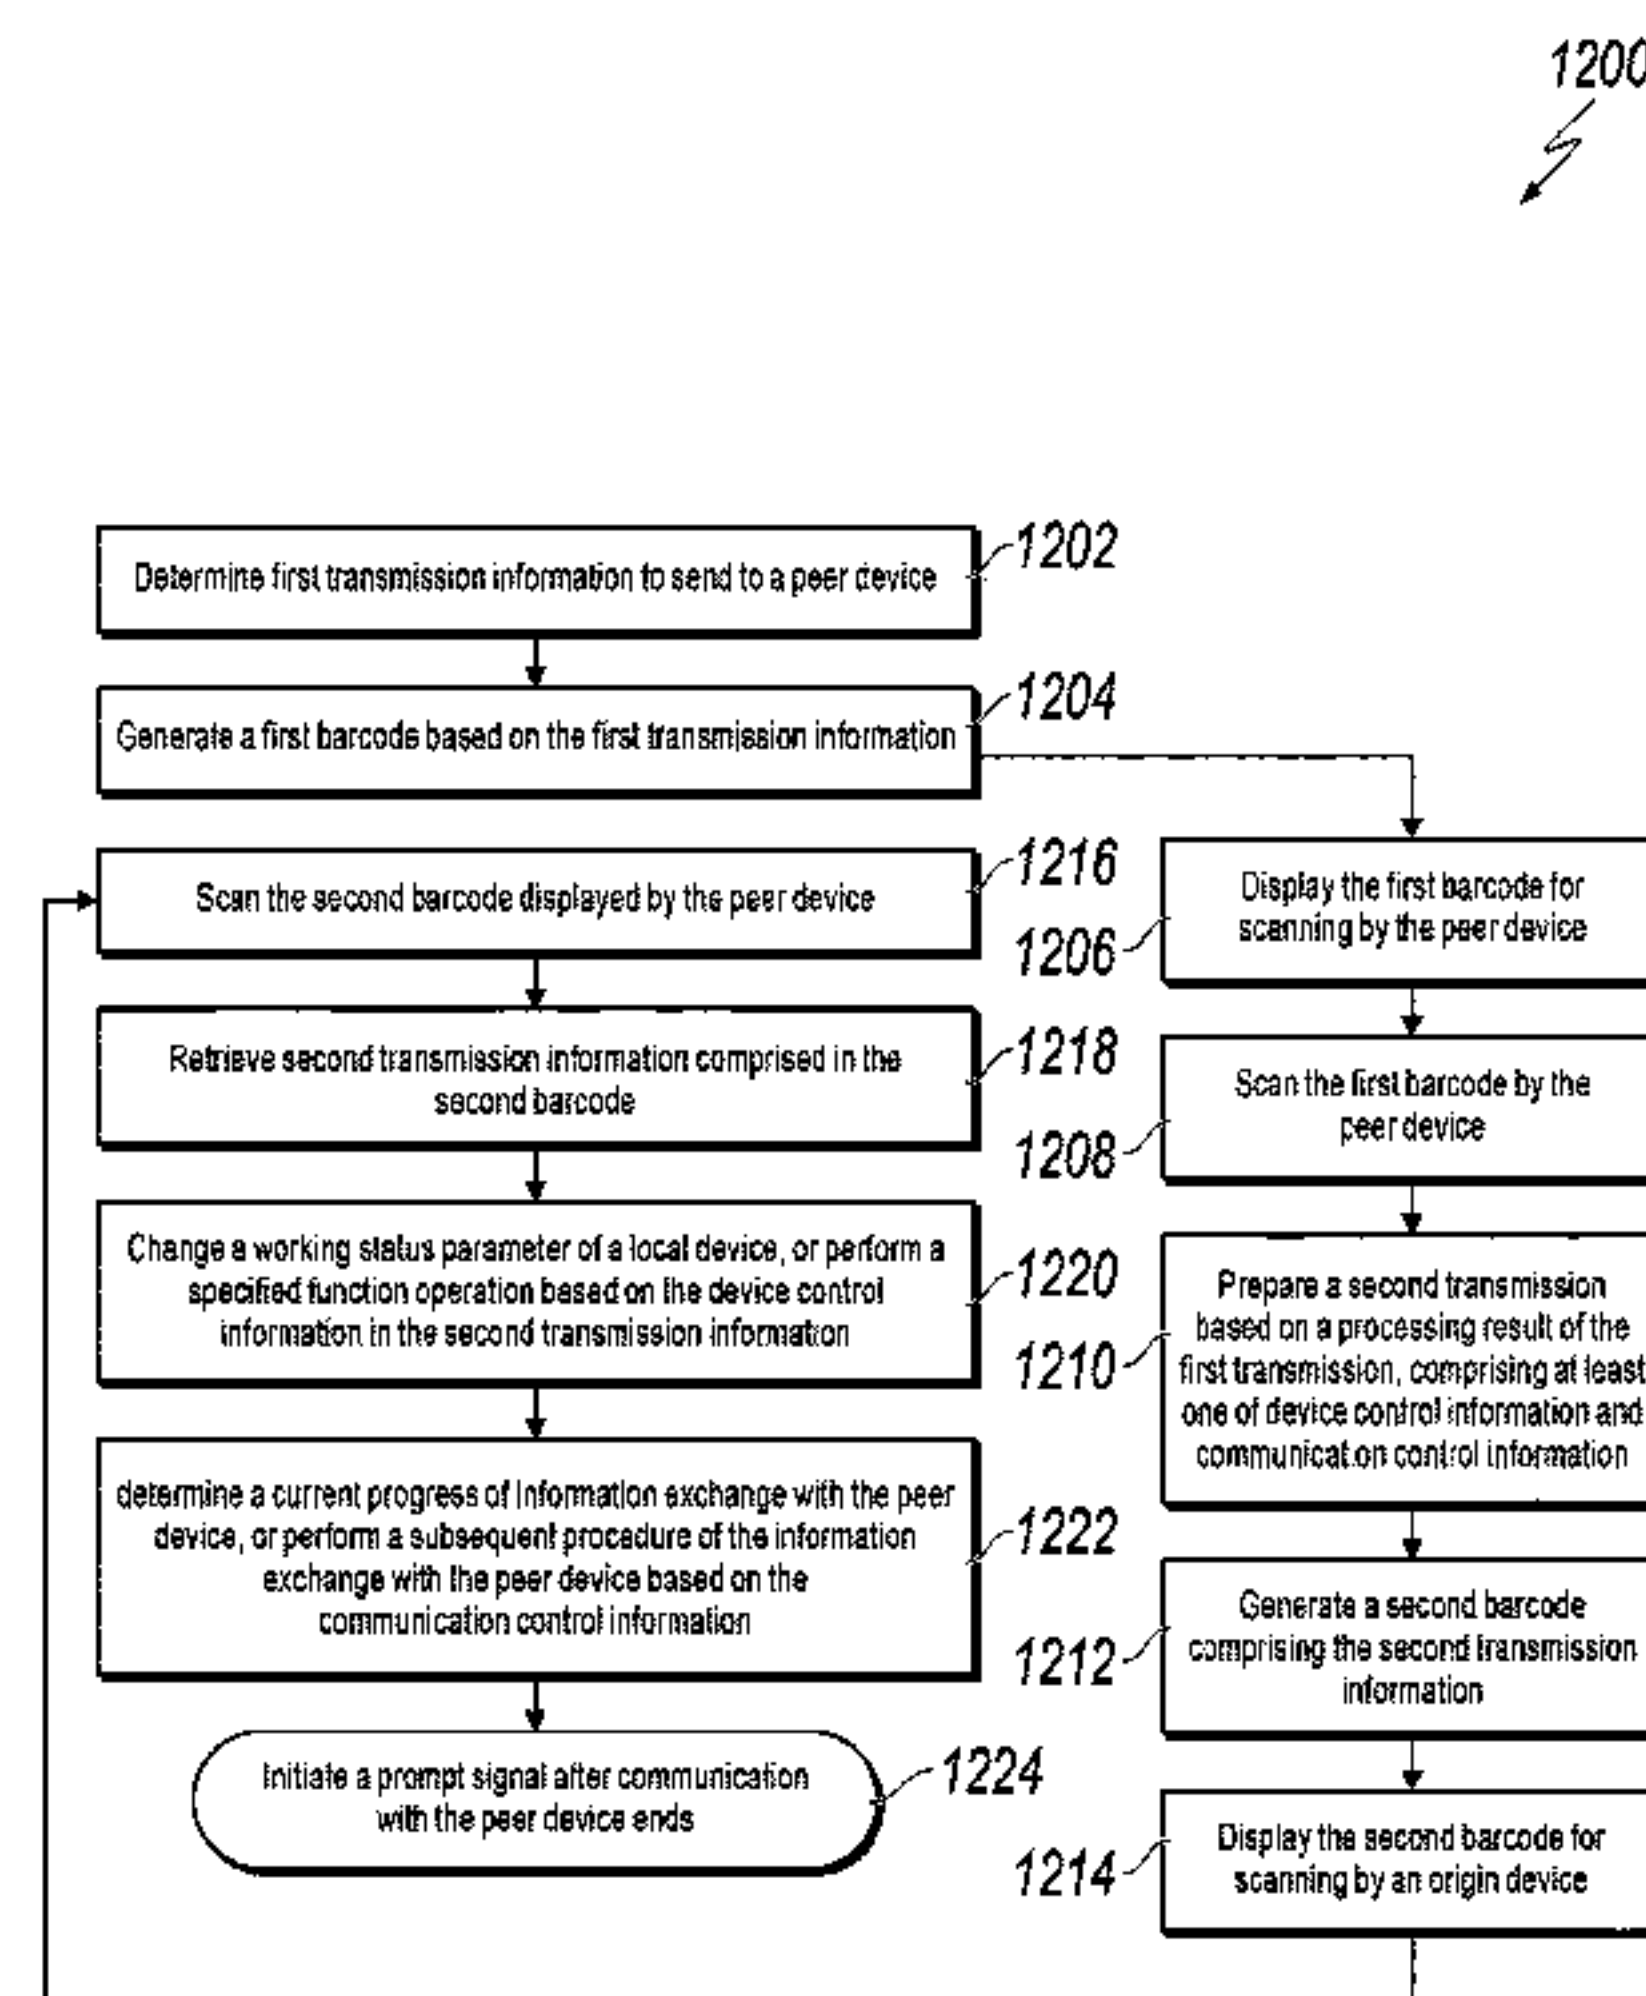 1200
1202
Determine first transmission information to send to a peer device
1204
Generate a first barcode based on the first transmission information
1216
Scan the second barcode displayed by the peer device
1206
Display the first barcode for
scanning by the peer device
1218
Retrieve second transmission information comprised in the
second barcode
1208
Scan the first barcode by the
peer device
1220
Change a working status parameter of a local device, or perform a
specified function operation based on the device control
information in the second transmission information
1210
Prepare a second transmission
based on a processing result of the
first transmission, comprising at least
one of device control information and
communication control information
1222
determine a current progress of information exchange with the peer
device, or perform a subsequent procedure of the information
exchange with the peer device based on the
communication control information
1212
Generate a second barcode
comprising the second transmission
information
1224
Initiate a prompt signal after communication
with the peer device ends
1214
Display the second barcode for
scanning by an origin device